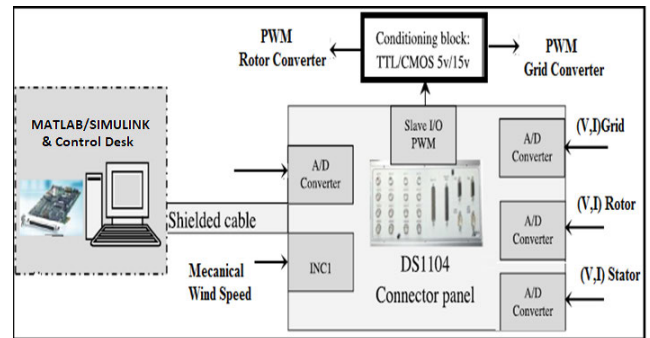 PWM
Rotor Converter
Conditioning block:
TTL/CMOS 5v/15v
PWM
Grid Converter
MATLAB/SIMULINK
& Control Desk
Slave I/O
PWM
(V,I)Grid
A/D
Converter
A/D
Converter
Shielded cable
(V,I) Rotor
A/D
Converter
Mecanical
Wind Speed
INC1
DS1104
Connector panel
(V,I) Stator
A/D
Converter